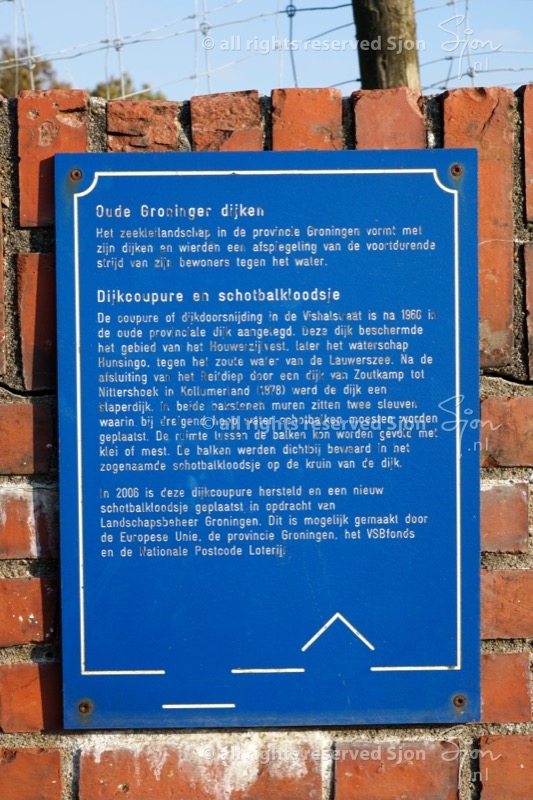 © all rights reserved Sjon
Sjon
.nl
Oude Groninger dijken
Het zeekleilandschap in de provincie Groningen vormt met
zijn dijken en wierden een afspiegeling van de voortdurende
strijd van zijn bewoners tegen het water.
Dijkcoupure en schotbalkloodsje
De coupure of dijkdoorsnijding in de Vishalstraat is na 1966 in
de oude provinciale dijk aangelegd. Deze dijk beschermde
het gebied van het Houwerzijlvest, later het waterschap
Hunsingo, tegen het zoute water van de Lauwerszee. Na de
afsluiting van het Reitdiep door een dijk van Zoutkamp tot
Nittershoek in Kollumerland (1878) werd de dijk een
slaperdijk. In beide bakstenen muren zitten twee sleuven
waarin bij dreigend hoog water schotbalken moesten worden
geplaatst. De ruimte tussen de balken kon worden gevuld met
klei of mest. De balken werden dichtbij bewaard in het
zogenaamde schotbalkloodsje op de kruin van de dijk.
In 2006 is deze dijkcoupure hersteld en een nieuw
schotbalkloodsje geplaatst in opdracht van
Landschapsbeheer Groningen. Dit is mogelijk gemaakt door
de Europese Unie, de provincie Groningen, het VSBfonds
en de Nationale Postcode Loterij.
© all rights reserved Sjon
Sjon
.nl